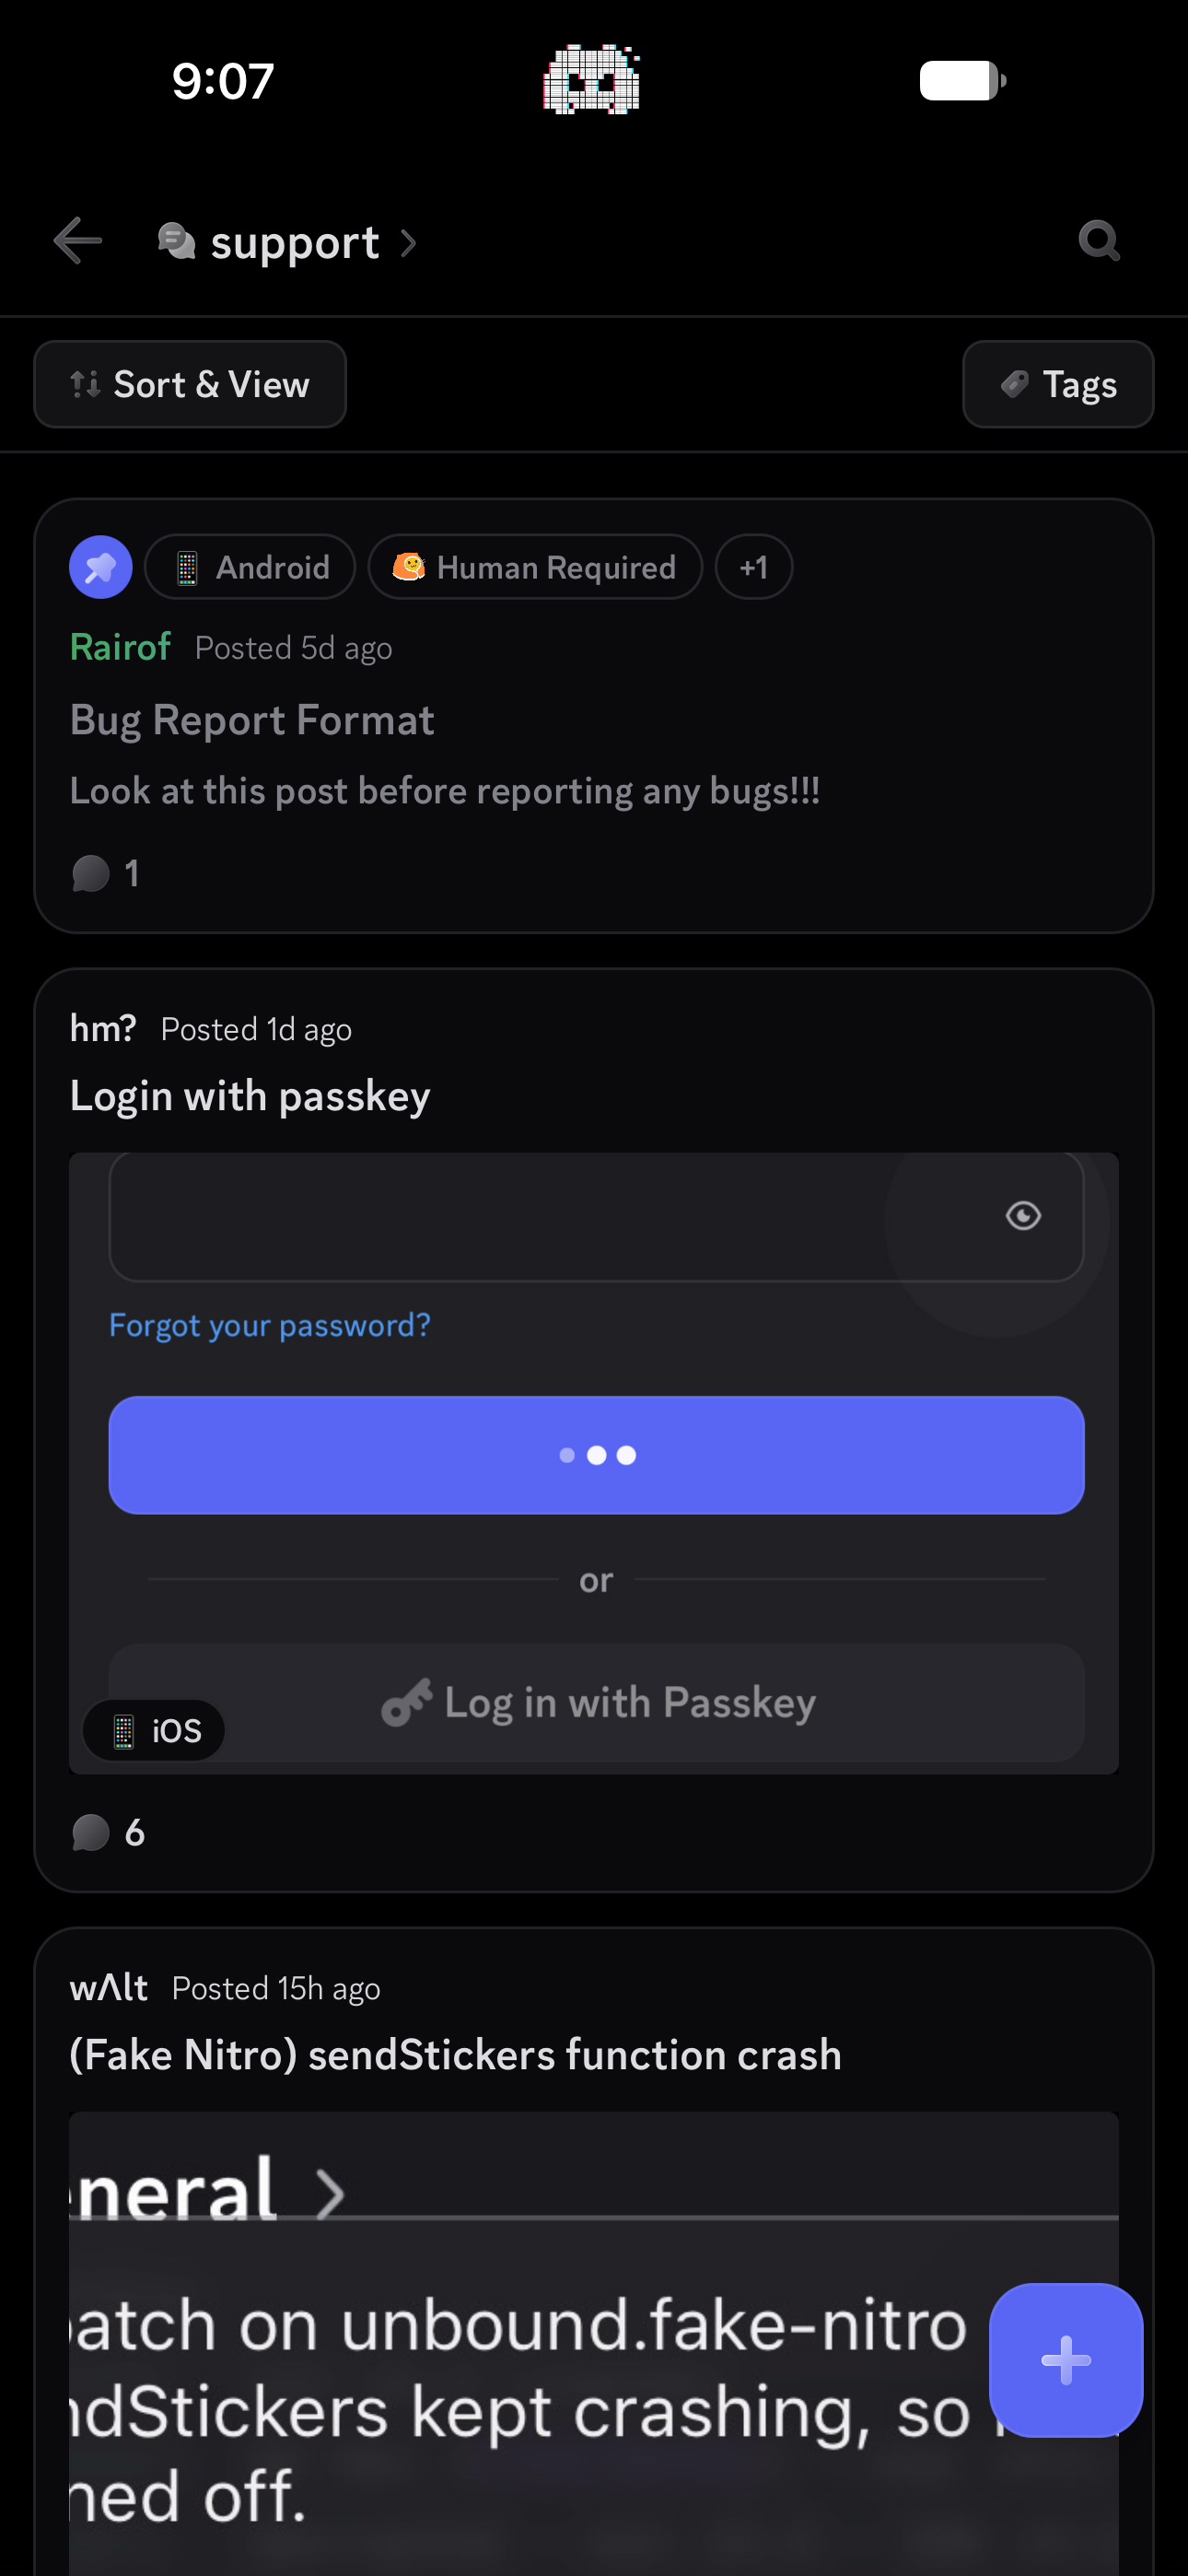 9:07
support
Sort & View
Tags
Android
Human Required
+1
Rairof Posted 5d ago
Bug Report Format
Look at this post before reporting any bugs!!!
1
hm? Posted 1d ago
Login with passkey
Forgot your password?
or
Log in with Passkey
iOS
6
wΛlt Posted 15h ago
(Fake Nitro) sendStickers function crash
eneral
patch on unbound.fake-nitro
ndStickers kept crashing, so
ned off.